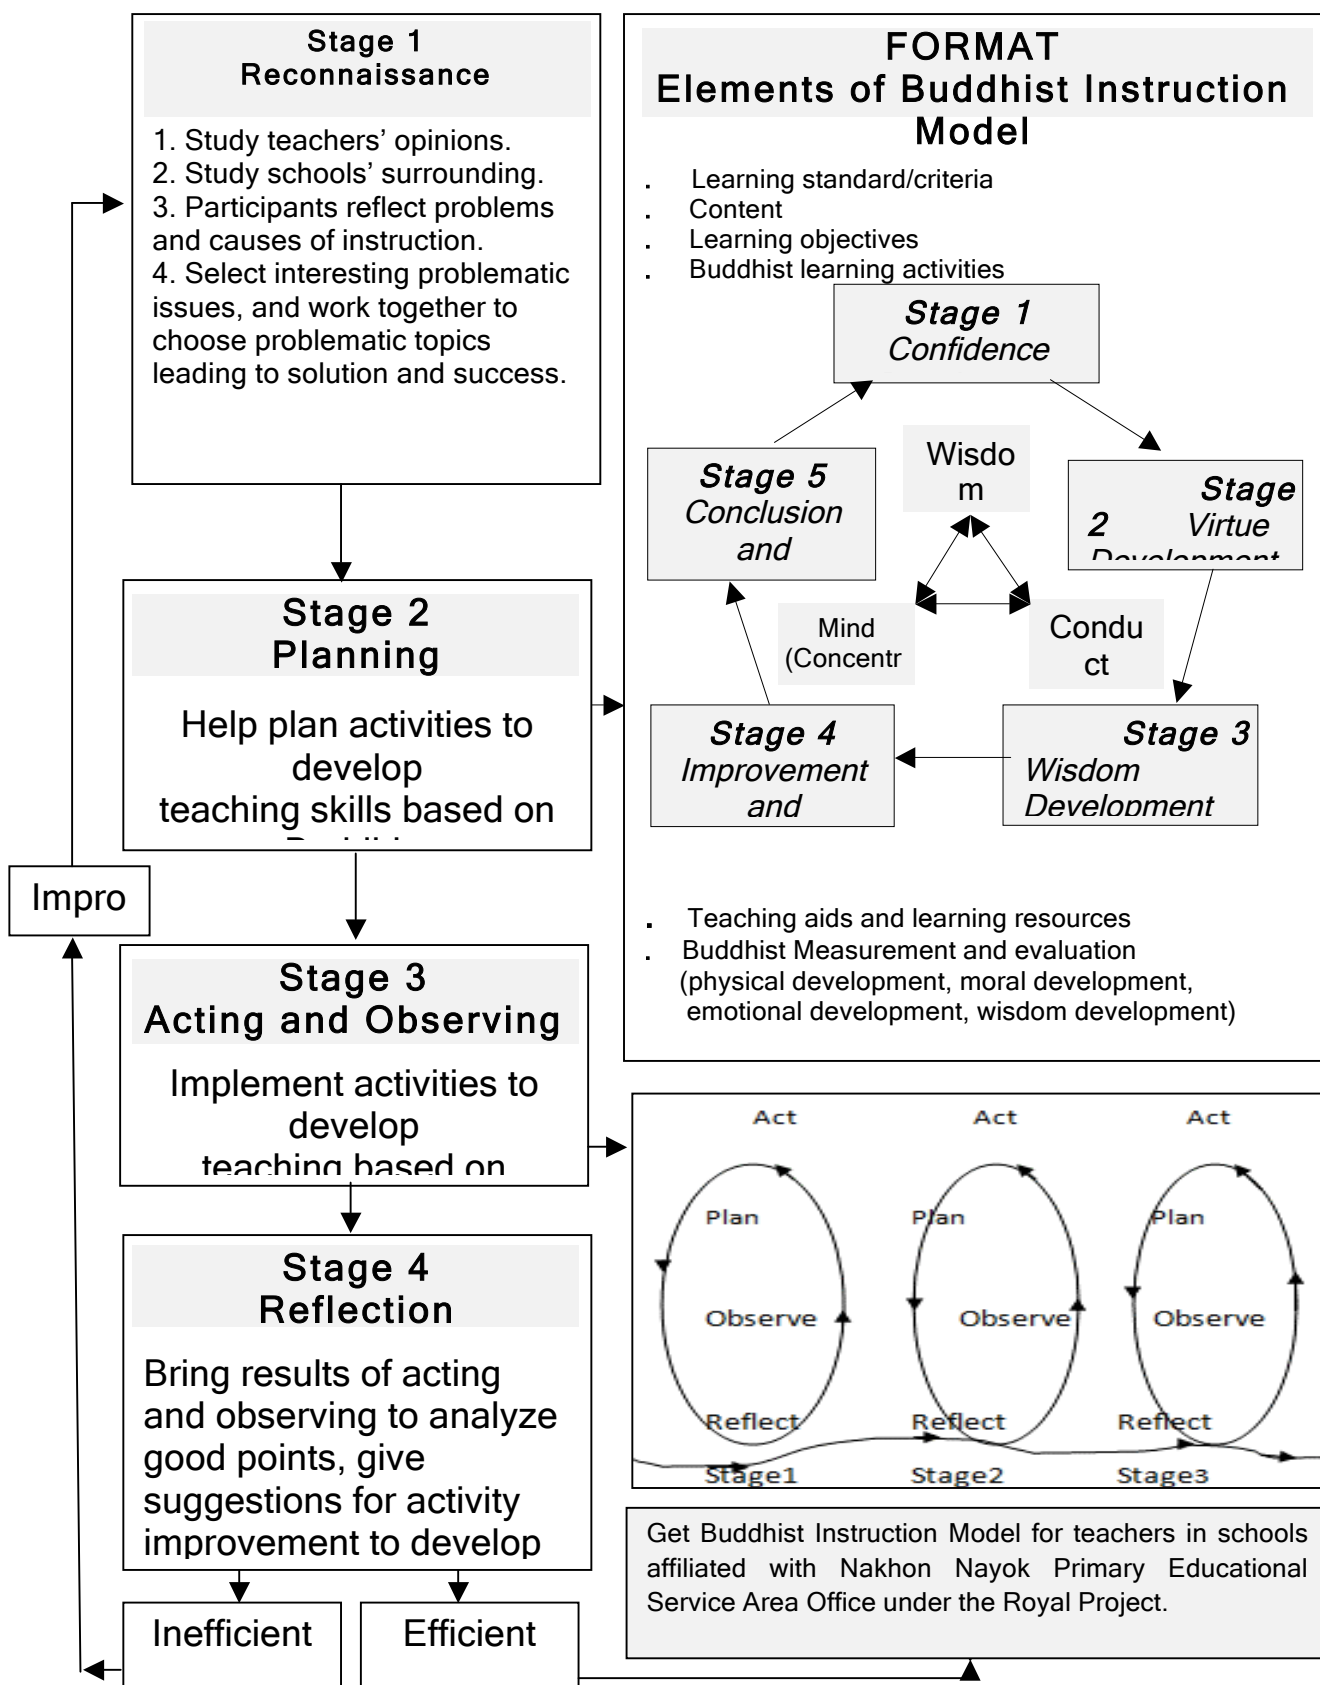 Stage 1
Reconnaissance
1. Study teachers’ opinions.
2. Study schools’ surrounding.
3. Participants reflect problems
and causes of instruction.
4. Select interesting problematic
issues, and work together to
choose problematic topics
leading to solution and success.
Stage 2
Planning
Help plan activities to
develop
teaching skills based on
Impro
Stage 3
Acting and Observing
Implement activities to
develop
teaching based on
Stage 4
Reflection
Bring results of acting
and observing to analyze
good points, give
suggestions for activity
improvement to develop
Inefficient
Efficient
FORMAT
Elements of Buddhist Instruction
Model
. Learning standard/criteria
. Content
. Learning objectives
. Buddhist learning activities
Stage 1
Confidence
Stage
2 Virtue
Development
Stage 3
Wisdom
Development
Stage 4
Improvement
and
Stage 5
Conclusion
and
Wisdo
m
Mind
(Concentr
Condu
ct
. Teaching aids and learning resources
. Buddhist Measurement and evaluation
(physical development, moral development,
emotional development, wisdom development)
Act Act Act
Plan Plan Plan
Observe Observe Observe
Reflect Reflect Reflect
Stage1 Stage2 Stage3
Get Buddhist Instruction Model for teachers in schools
affiliated with Nakhon Nayok Primary Educational
Service Area Office under the Royal Project.